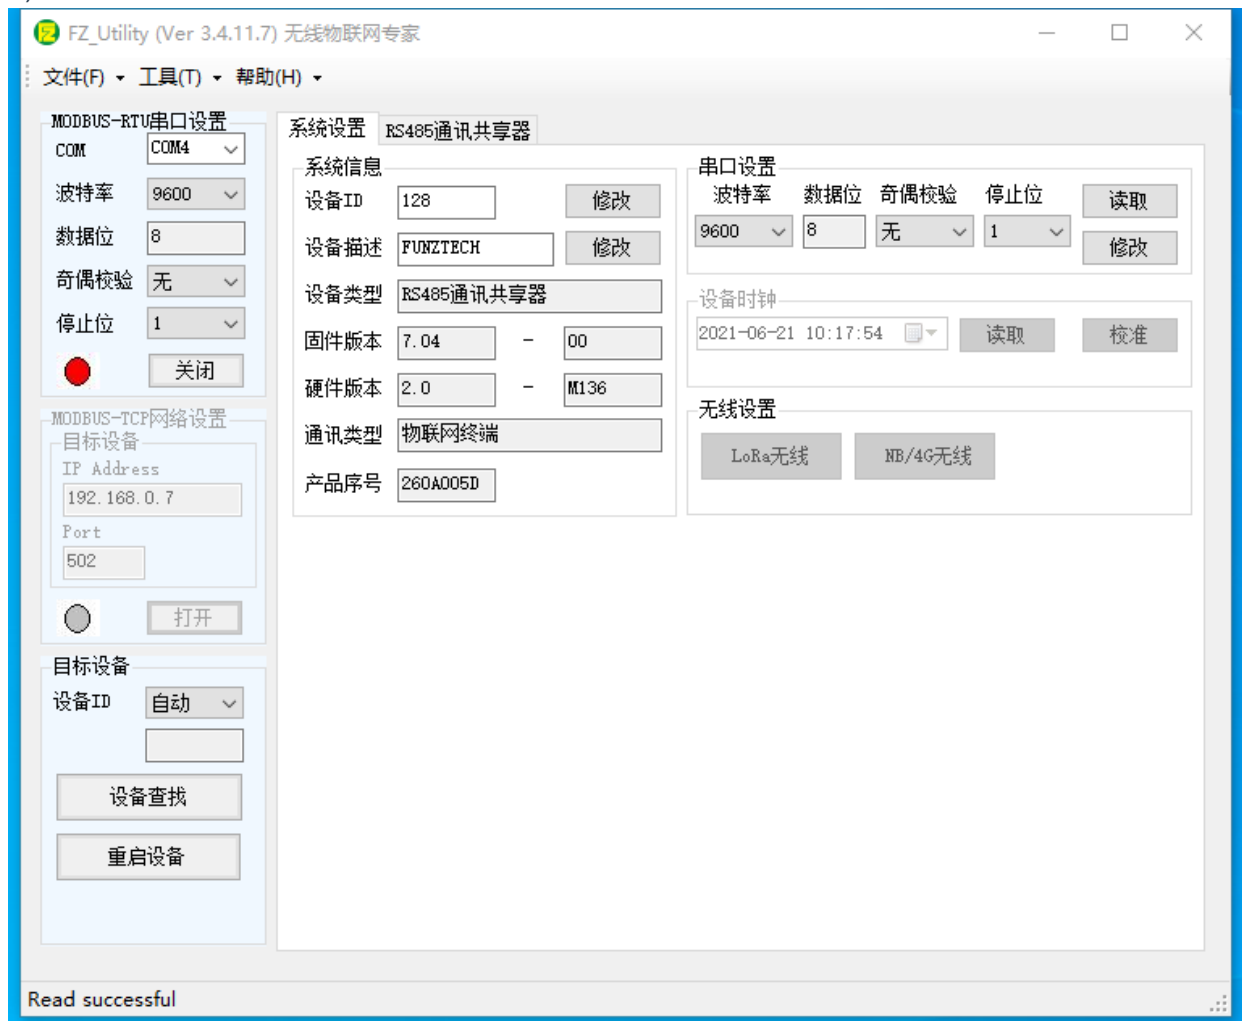 FZ_Utility (Ver 3.4.11.7) 无线物联网专家
文件(F) 工具(T) 帮助(H)
MODBUS-RTU串口设置
COM COM4
波特率 9600
数据位 8
奇偶校验 无
停止位 1
关闭
MODBUS-TCP网络设置
目标设备
IP Address
192.168.0.7
Port
502
打开
目标设备
设备ID 自动
设备查找
重启设备
系统设置 RS485通讯共享器
系统信息
设备ID 128 修改
设备描述 FUNZTECH 修改
设备类型 RS485通讯共享器
固件版本 7.04 - 00
硬件版本 2.0 - M136
通讯类型 物联网终端
产品序号 260A005D
串口设置
波特率 数据位 奇偶校验 停止位 读取
9600 8 无 1 修改
设备时钟
2021-06-21 10:17:54 读取 校准
无线设置
LoRa无线 NB/4G无线
Read successful